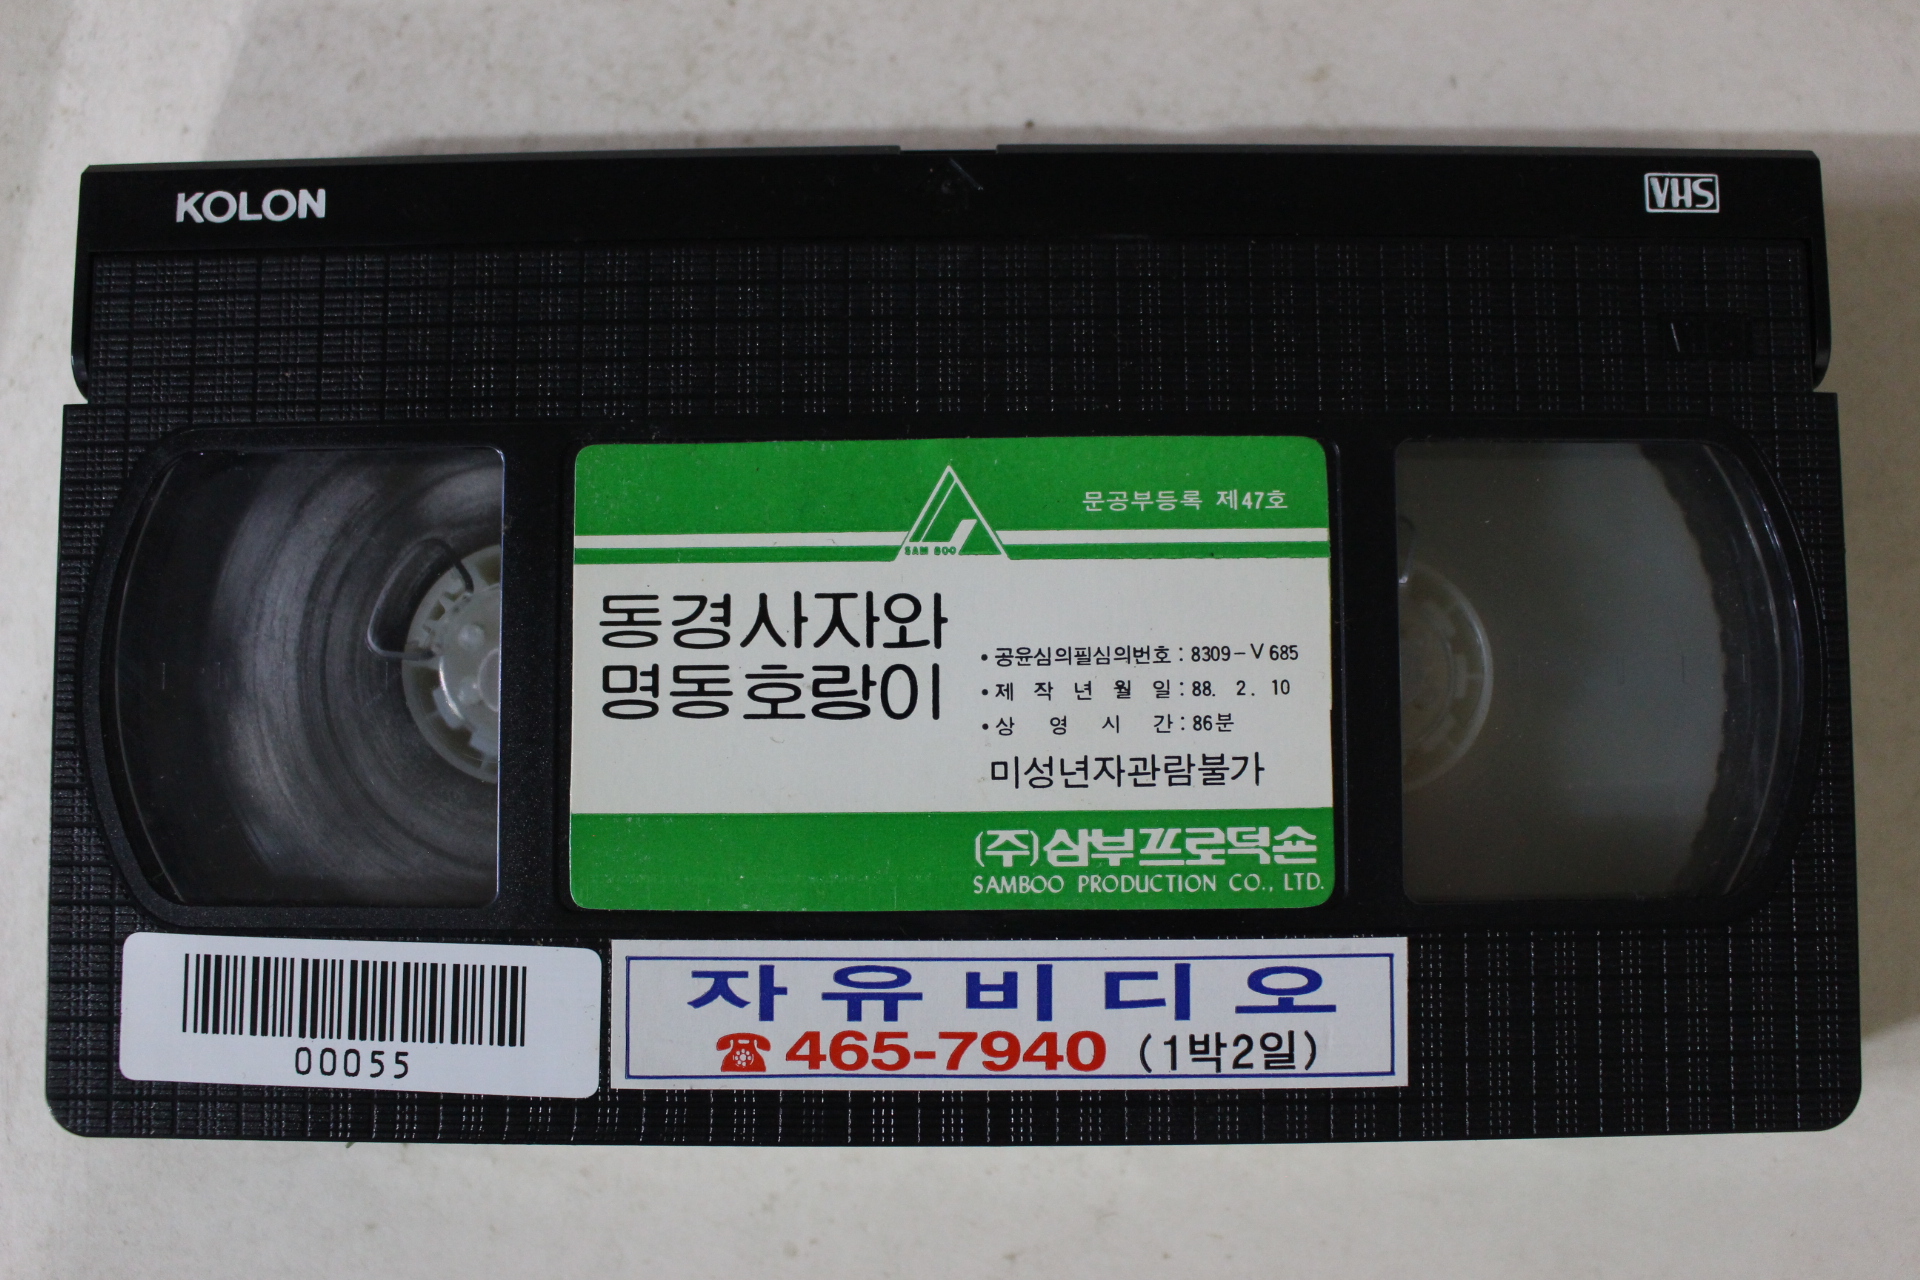 KOLON
VHS
문공부등록 제47호
SAM BOO
동경사자와
명동호랑이
• 공윤심의필심의번호 : 8309-V685
• 제 작 년 월 일 : 88. 2. 10
• 상 영 시 간 : 86분
미성년자관람불가
(주)삼부프로덕숀
SAMBOO PRODUCTION CO., LTD.
00055
자유비디오
☎465-7940 (1박2일)